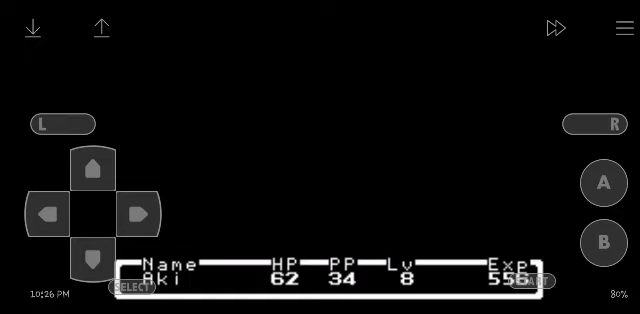 L
R
A
B
Name HP PP Lv Exp
Aki 62 34 8 556
SELECT
START
10:26 PM
80%